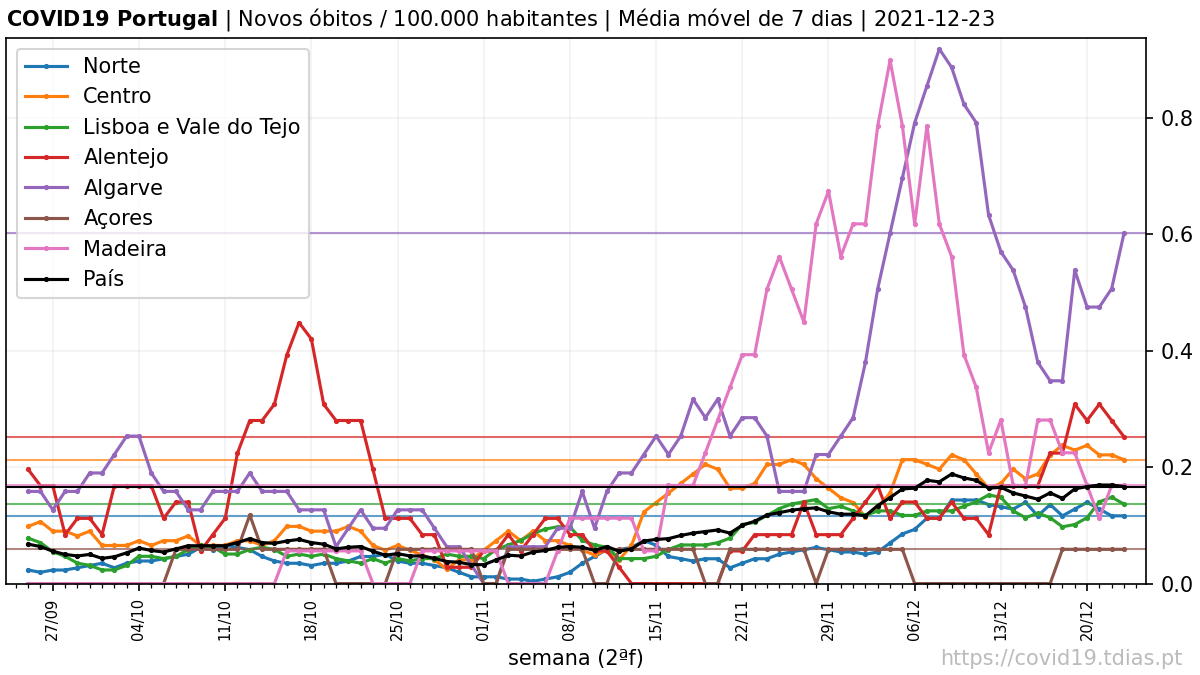 COVID19 Portugal | Novos óbitos / 100.000 habitantes | Média móvel de 7 dias | 2021-12-23
Norte
Centro
Lisboa e Vale do Tejo
Alentejo
Algarve
Açores
Madeira
País
0.8
0.6
0.4
0.2
0.0
27/09
04/10
11/10
18/10
25/10
01/11
08/11
15/11
22/11
29/11
06/12
13/12
20/12
semana (2ªf)
https://covid19.tdias.pt